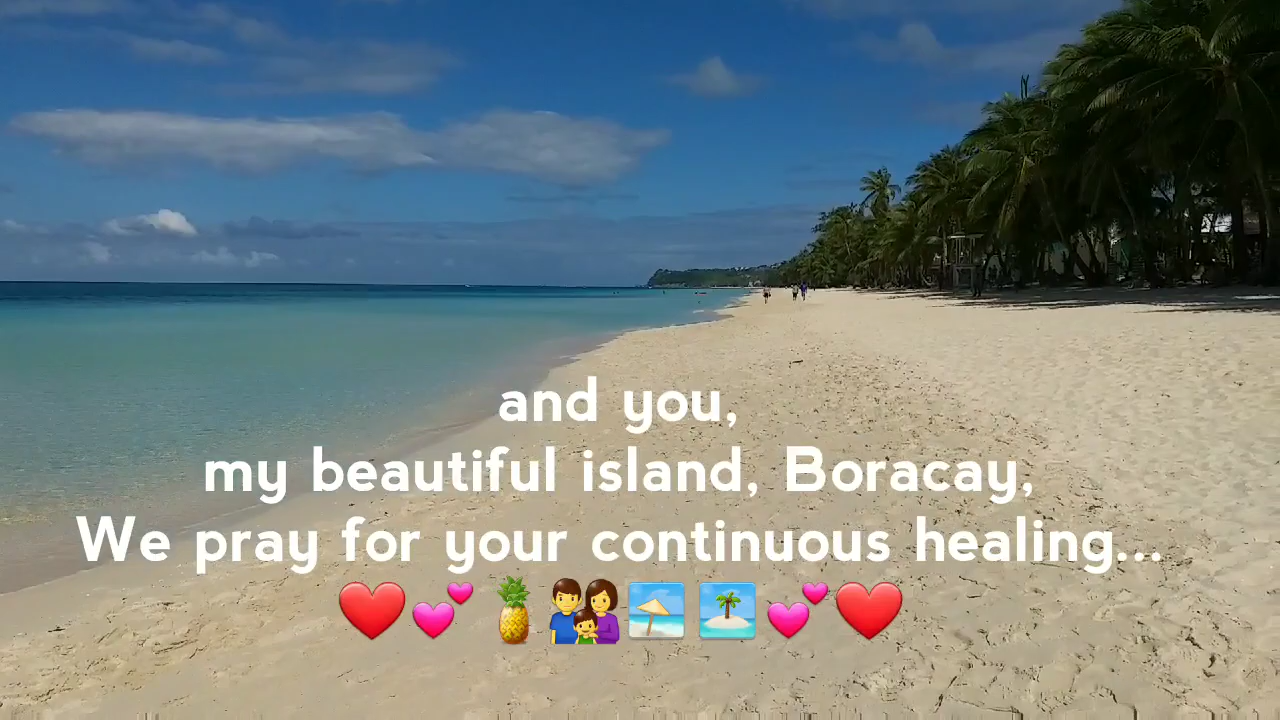 and you,
my beautiful island, Boracay,
We pray for your continuous healing...
❤️💕🍍👨‍👩‍👦🏖️🏝️💕❤️